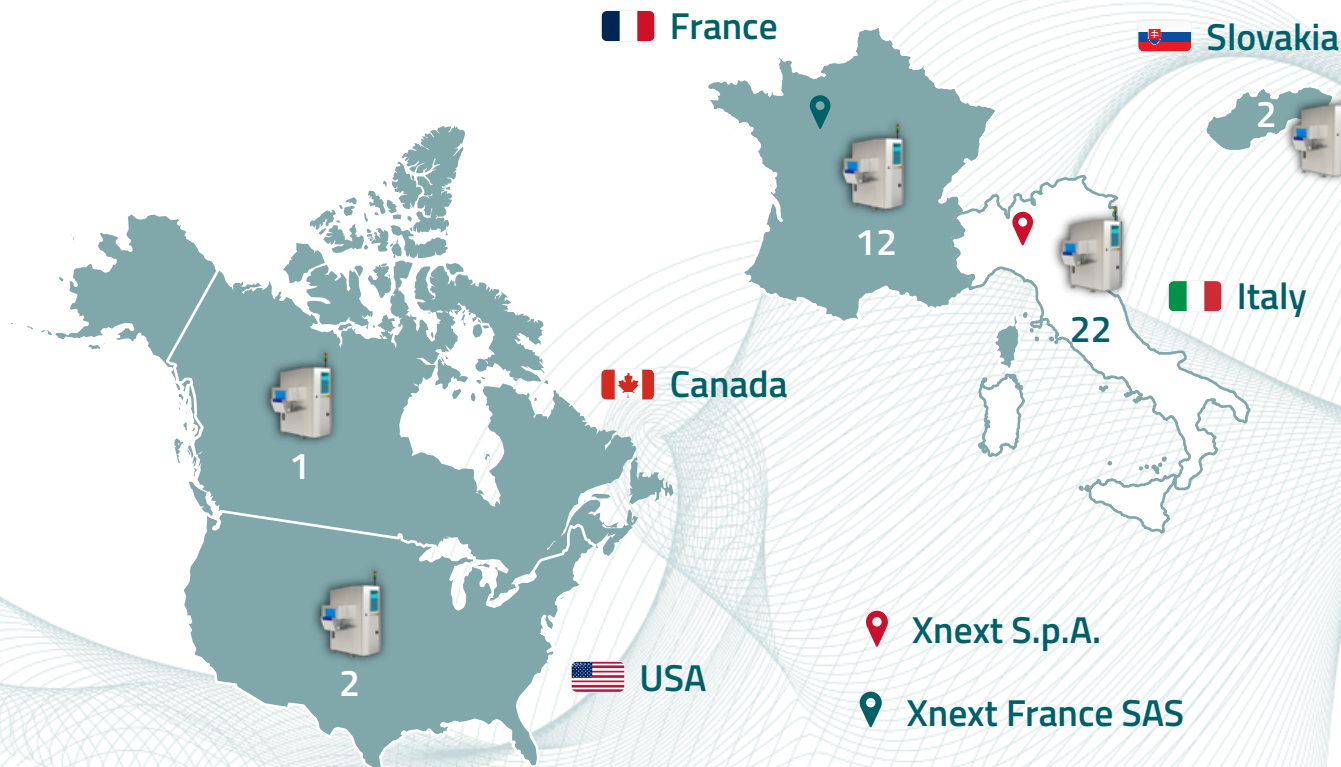 France
Slovakia
2
12
Italy
22
Canada
1
2
USA
Xnext S.p.A.
Xnext France SAS